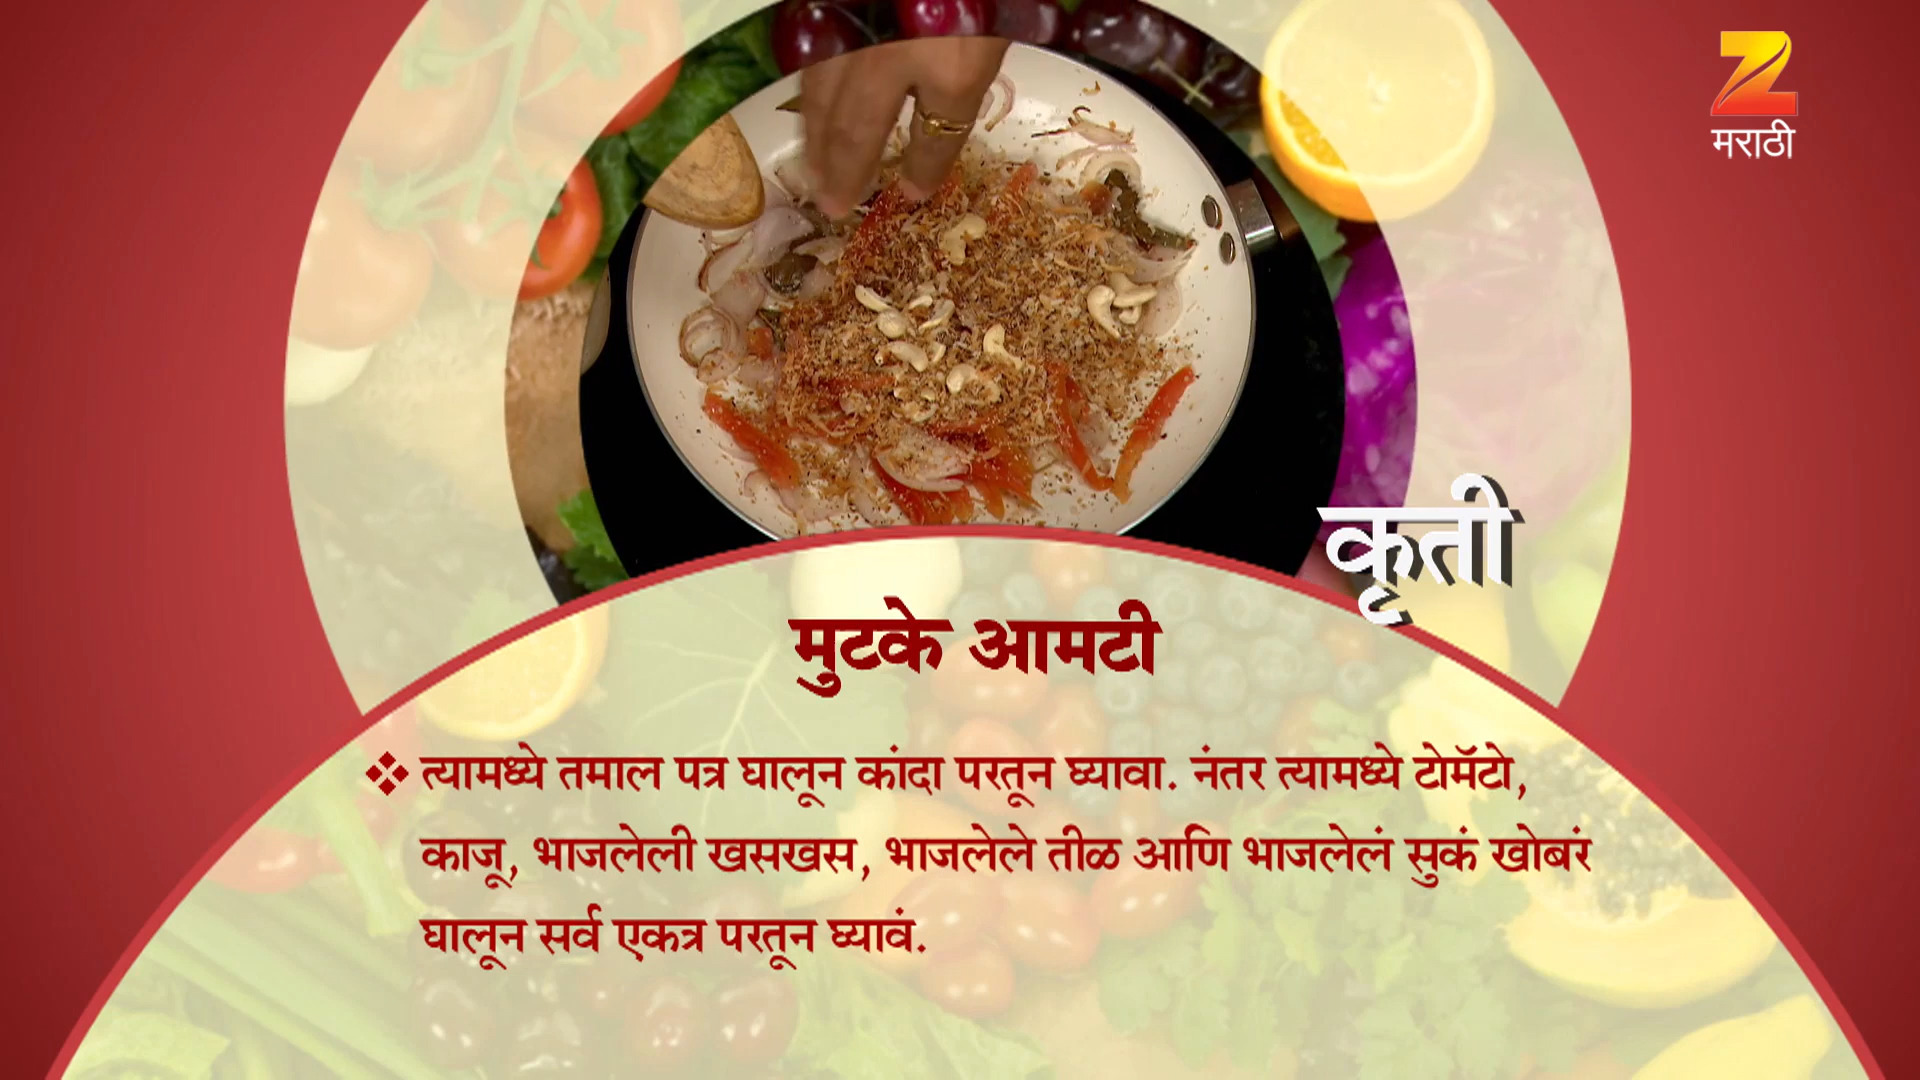 मराठी
कृती
मुटके आमटी
❖ त्यामध्ये तमाल पत्र घालून कांदा परतून घ्यावा. नंतर त्यामध्ये टोमॅटो,
काजू, भाजलेली खसखस, भाजलेले तीळ आणि भाजलेलं सुकं खोबरं
घालून सर्व एकत्र परतून घ्यावं.